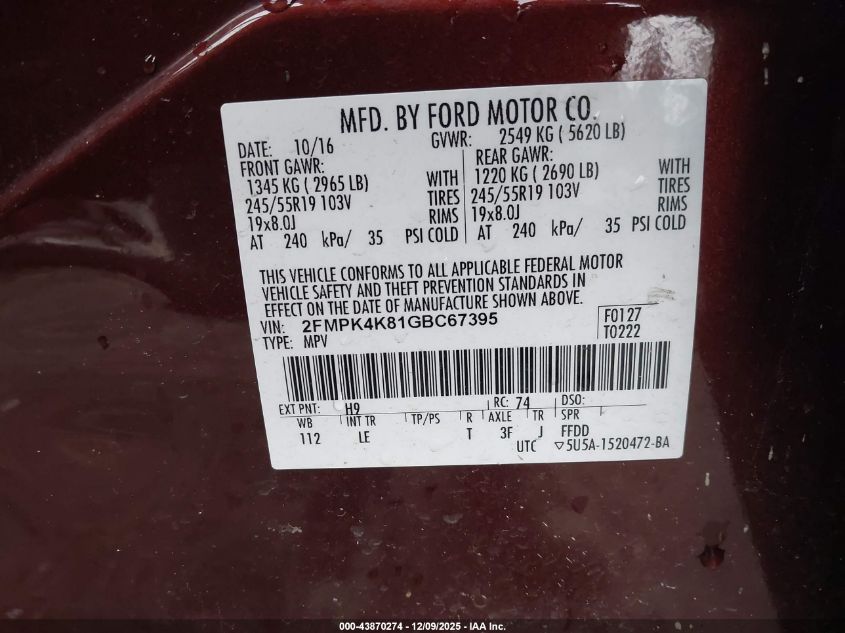 MFD. BY FORD MOTOR CO.
DATE: 10/16 GVWR: 2549 KG ( 5620 LB)
FRONT GAWR: REAR GAWR:
1345 KG ( 2965 LB) WITH 1220 KG ( 2690 LB) WITH
245/55R19 103V TIRES 245/55R19 103V TIRES
19x8.0J RIMS 19x8.0J RIMS
AT 240 kPa/ 35 PSI COLD AT 240 kPa/ 35 PSI COLD
THIS VEHICLE CONFORMS TO ALL APPLICABLE FEDERAL MOTOR
VEHICLE SAFETY AND THEFT PREVENTION STANDARDS IN
EFFECT ON THE DATE OF MANUFACTURE SHOWN ABOVE.
VIN: 2FMPK4K81GBC67395 F0127
TYPE: MPV T0222
EXT PNT: H9 RC: 74 DSO:
WB INT TR TP/PS R AXLE TR SPR
112 LE T 3F J FFDD
UTC ▽5U5A-1520472-BA
000-43870274 - 12/09/2025 - IAA Inc.